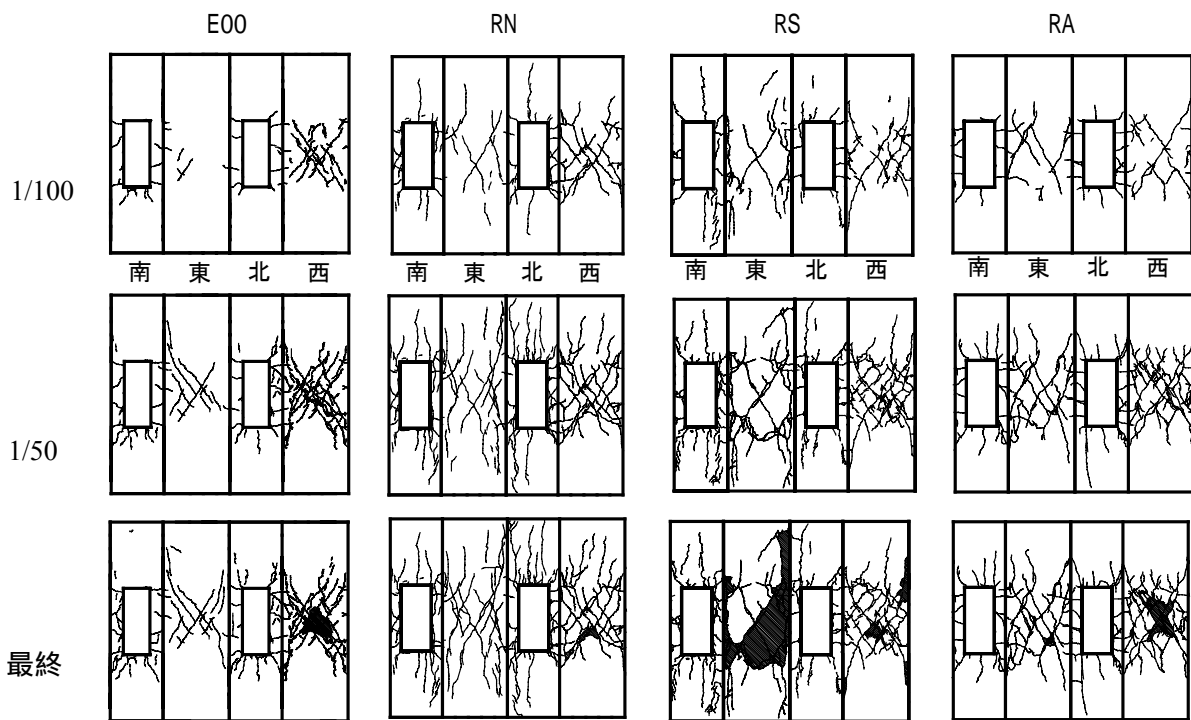 E00 RN RS RA
1/100
南 東 北 西 南 東 北 西 南 東 北 西 南 東 北 西
1/50
最終